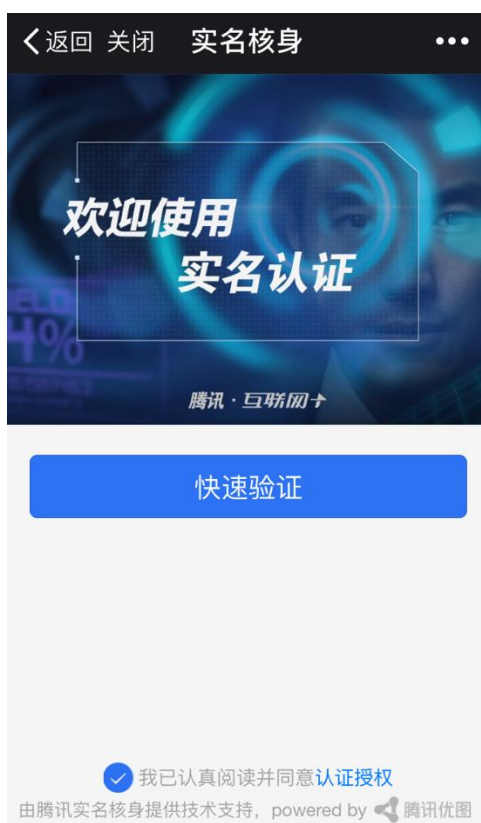 返回 关闭 实名核身
欢迎使用
实名认证
4%
腾讯·互联网卡
快速验证
我已认真阅读并同意认证授权
由腾讯实名核身提供技术支持，powered by 腾讯优图